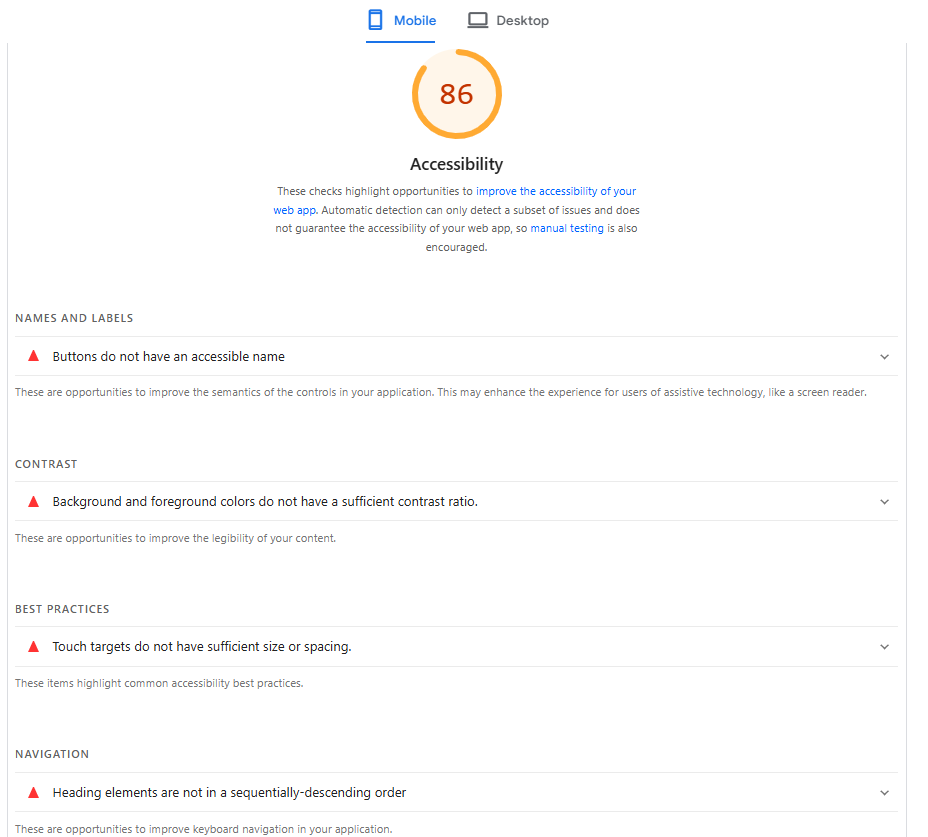 Mobile Desktop
86
Accessibility
These checks highlight opportunities to improve the accessibility of your
web app. Automatic detection can only detect a subset of issues and does
not guarantee the accessibility of your web app, so manual testing is also
encouraged.
NAMES AND LABELS
Buttons do not have an accessible name
These are opportunities to improve the semantics of the controls in your application. This may enhance the experience for users of assistive technology, like a screen reader.
CONTRAST
Background and foreground colors do not have a sufficient contrast ratio.
These are opportunities to improve the legibility of your content.
BEST PRACTICES
Touch targets do not have sufficient size or spacing.
These items highlight common accessibility best practices.
NAVIGATION
Heading elements are not in a sequentially-descending order
These are opportunities to improve keyboard navigation in your application.